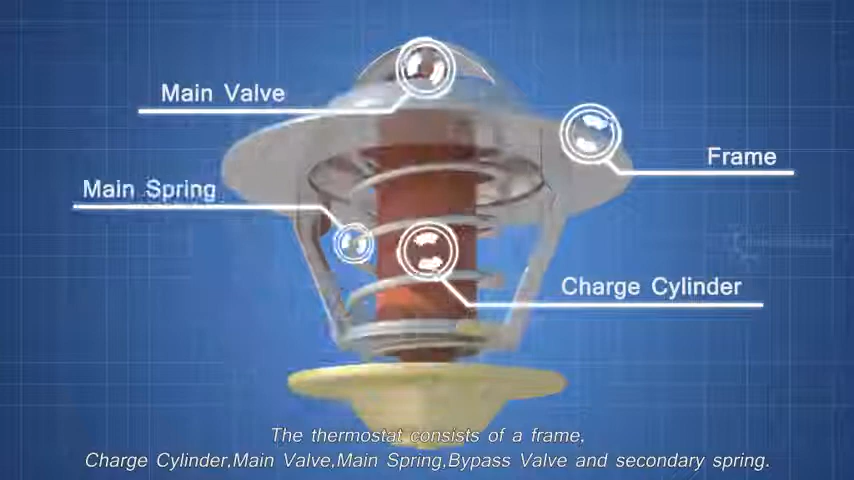 Main Valve
Frame
Main Spring
Charge Cylinder
The thermostat consists of a frame,
Charge Cylinder,Main Valve,Main Spring,Bypass Valve and secondary spring.